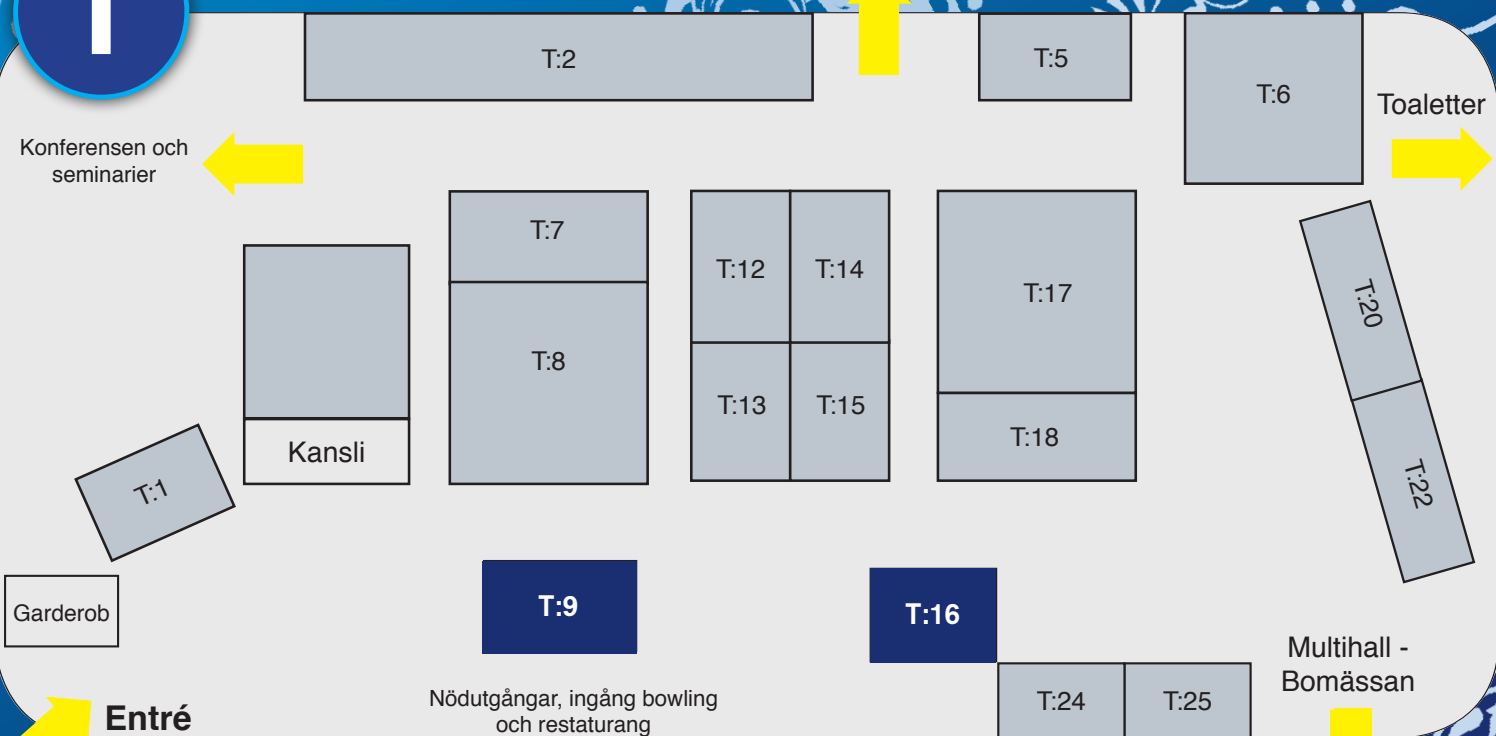 T
T:2
T:5
T:6
Toaletter
Konferensen och
seminarier
T:7
T:12
T:14
T:17
T:20
T:8
T:13
T:15
T:18
Kansli
T:1
T:22
Garderob
T:9
T:16
Multihall -
Bomässan
Nödutgångar, ingång bowling
och restaturang
T:24
T:25
Entré